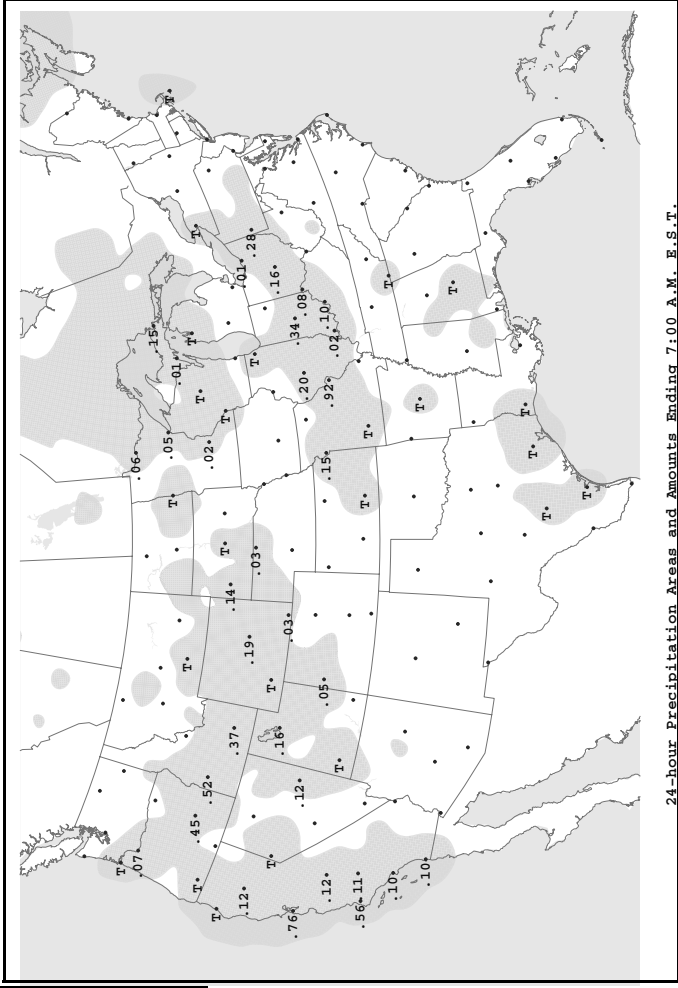 T
.07
.06
.15
T
T
.05
.01
T
T
.45
T
T
T
.52
.02
T
T
T
.14
.37
.01
.12
.19
.28
T
.03
T
T
.16
.16
.03
.76
.34
.12
.08
.20
.05
.10
.12
.15
.92
.02
T
.56
.11
T
T
T
.10
T
.10
T
T
T
T
T
24-hour Precipitation Areas and Amounts Ending 7:00 A.M. E.S.T.